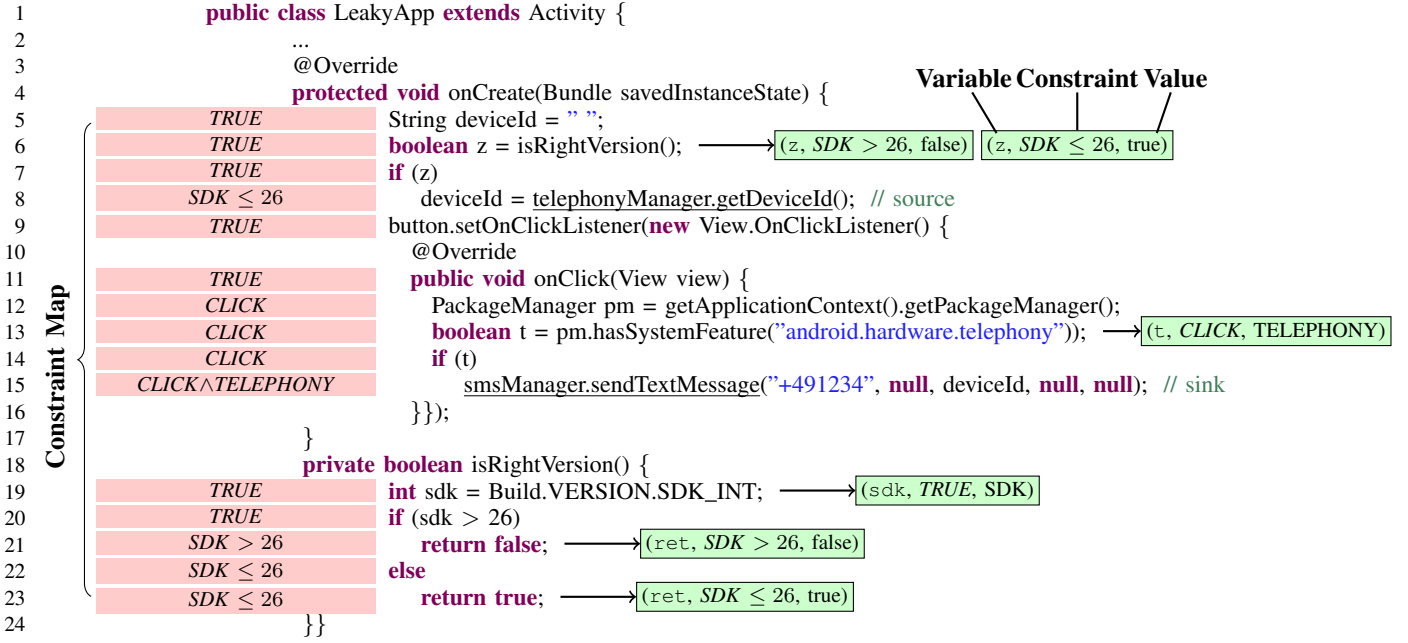 1 public class LeakyApp extends Activity {
2 ...
3 @Override
Variable Constraint Value
4 protected void onCreate(Bundle savedInstanceState) {
5 TRUE String deviceId = ” ”;
6 TRUE boolean z = isRightVersion(); (z, SDK > 26, false) (z, SDK ≤ 26, true)
7 TRUE if (z)
8 SDK ≤ 26 deviceId = telephonyManager.getDeviceId(); // source
9 TRUE button.setOnClickListener(new View.OnClickListener() {
10 @Override
11 TRUE public void onClick(View view) {
12 CLICK PackageManager pm = getApplicationContext().getPackageManager();
13 CLICK boolean t = pm.hasSystemFeature(”android.hardware.telephony”)); (t, CLICK, TELEPHONY)
14 CLICK if (t)
15 CLICK∧TELEPHONY smsManager.sendTextMessage(”+491234”, null, deviceId, null, null); // sink
16 }});
17 }
18 private boolean isRightVersion() {
19 TRUE int sdk = Build.VERSION.SDK_INT; (sdk, TRUE, SDK)
20 TRUE if (sdk > 26)
21 SDK > 26 return false; (ret, SDK > 26, false)
22 SDK ≤ 26 else
23 SDK ≤ 26 return true; (ret, SDK ≤ 26, true)
24 }}
Constraint Map